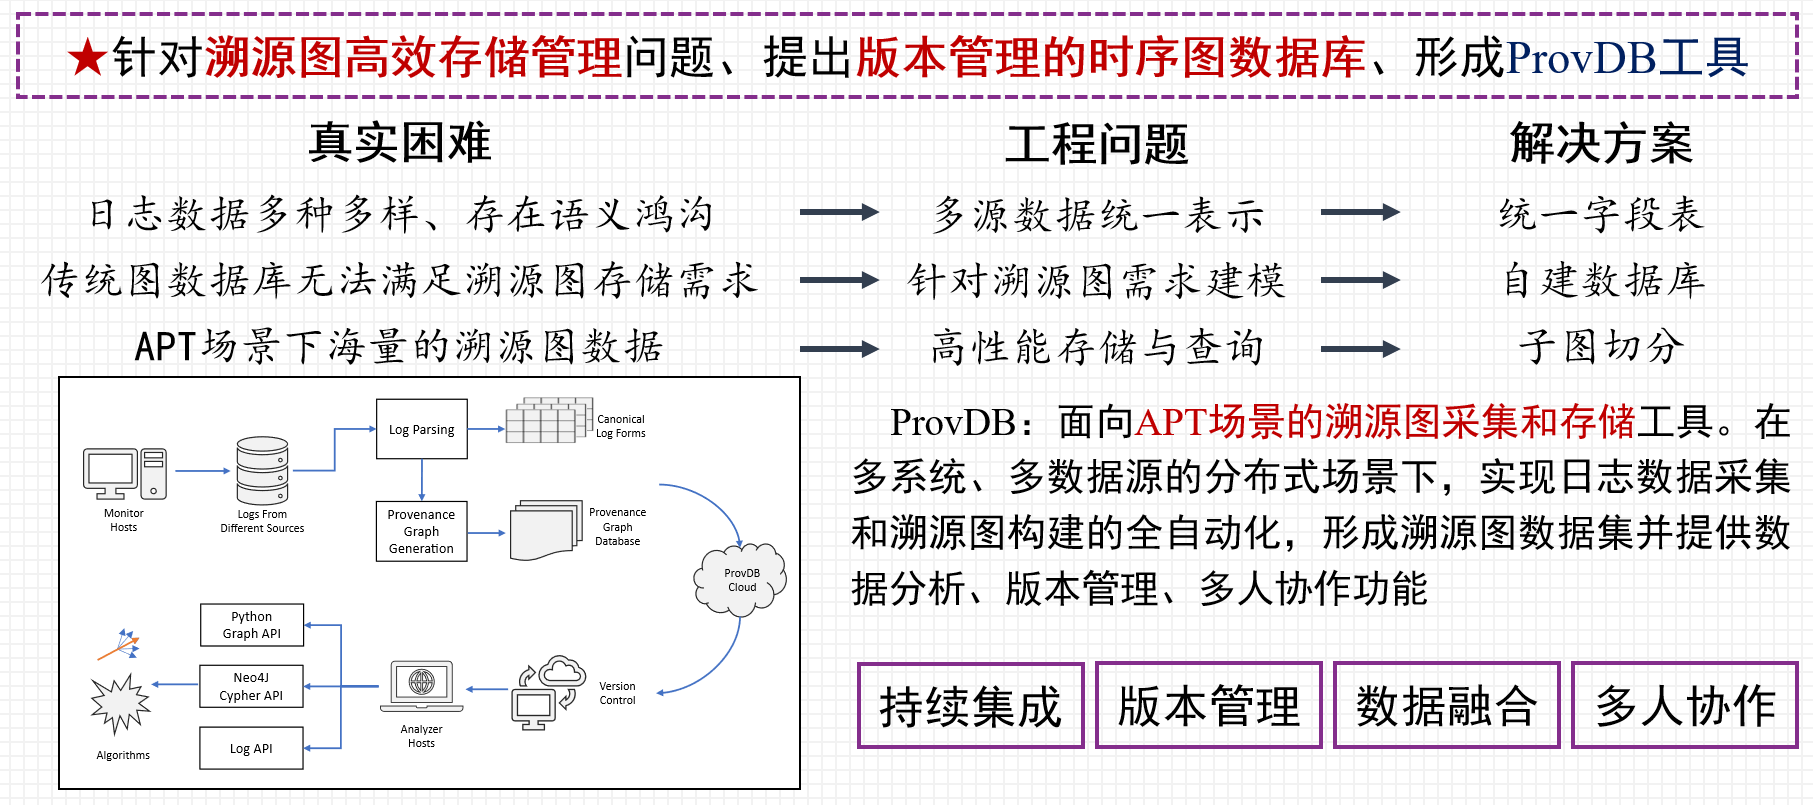 ★针对溯源图高效存储管理问题、提出版本管理的时序图数据库、形成ProvDB工具
真实困难
工程问题
解决方案
日志数据多种多样、存在语义鸿沟
多源数据统一表示
统一字段表
传统图数据库无法满足溯源图存储需求
针对溯源图需求建模
自建数据库
APT场景下海量的溯源图数据
高性能存储与查询
子图切分
Monitor
Hosts
Logs From
Different Sources
Log Parsing
Canonical
Log Forms
Provenance
Graph
Generation
Provenance
Graph
Database
ProvDB
Cloud
Version
Control
Analyzer
Hosts
Python
Graph API
Neo4J
Cypher API
Log API
Algorithms
ProvDB：面向APT场景的溯源图采集和存储工具。在
多系统、多数据源的分布式场景下，实现日志数据采集
和溯源图构建的全自动化，形成溯源图数据集并提供数
据分析、版本管理、多人协作功能
持续集成
版本管理
数据融合
多人协作